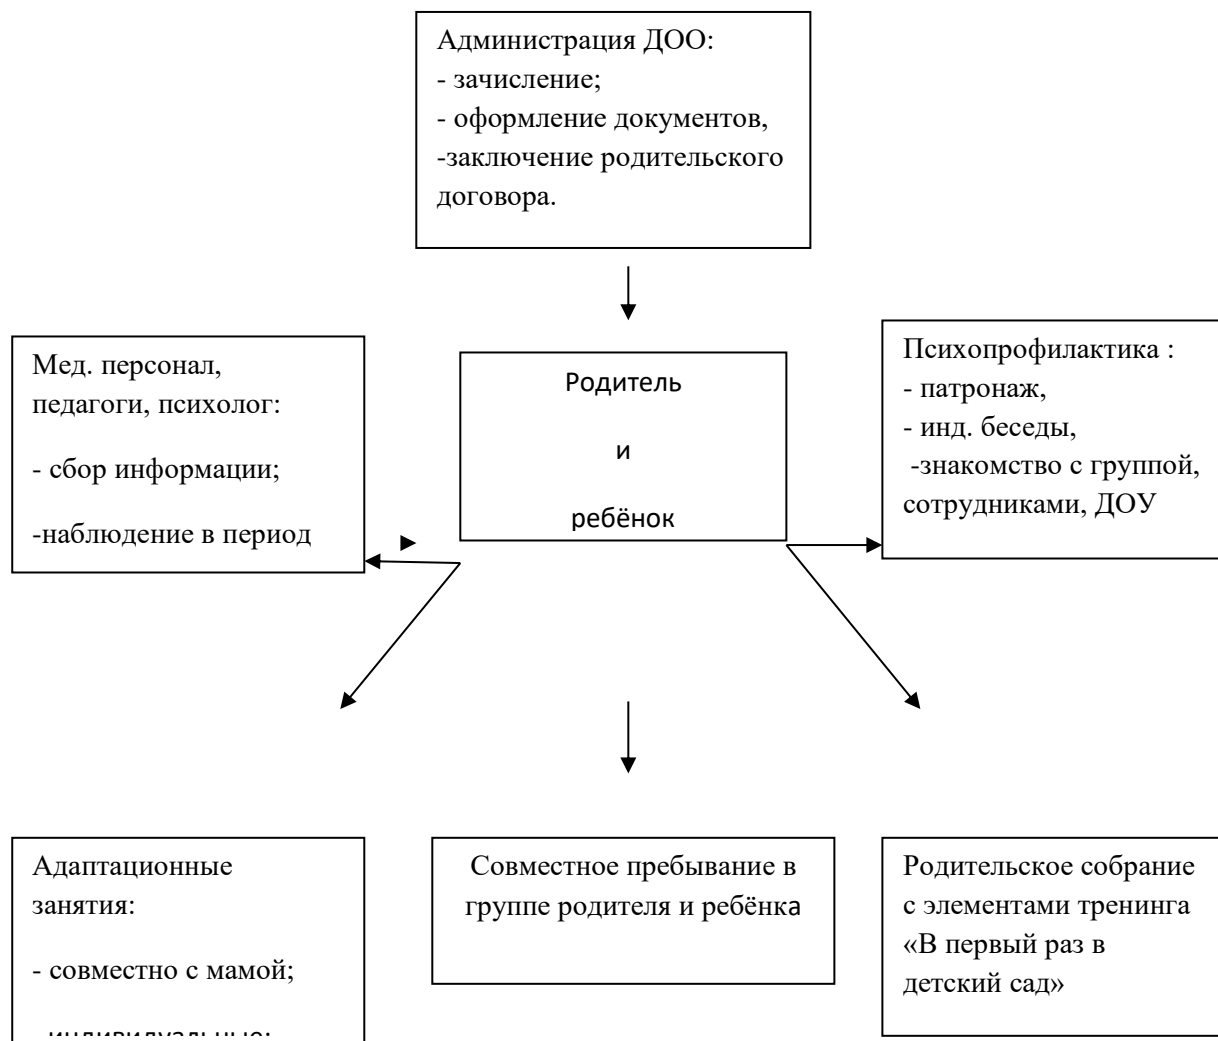 Администрация ДОО:
- зачисление;
- оформление документов,
-заключение родительского
договора.
Мед. персонал,
педагоги, психолог:
- сбор информации;
-наблюдение в период
Родитель
и
ребёнок
Психопрофилактика :
- патронаж,
- инд. беседы,
-знакомство с группой,
сотрудниками, ДОУ
Адаптационные
занятия:
- совместно с мамой;
- индивидуальные;
Совместное пребывание в
группе родителя и ребёнка
Родительское собрание
с элементами тренинга
«В первый раз в
детский сад»